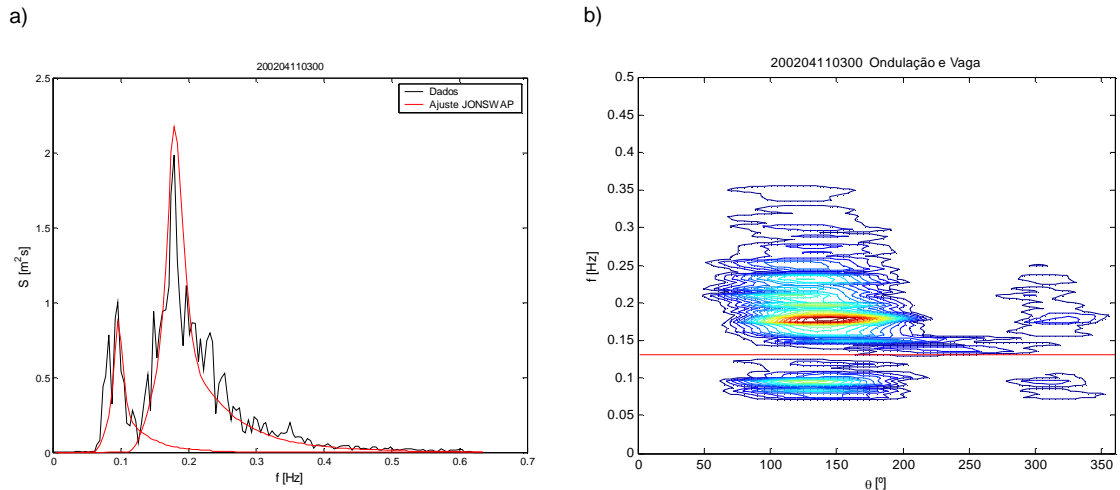 a)
200204110300
Dados
Ajuste JONSWAP
2.5
2
1.5
1
0.5
0
S [m²s]
0 0.1 0.2 0.3 0.4 0.5 0.6 0.7
f [Hz]
b)
200204110300 Ondulação e Vaga
0.5
0.45
0.4
0.35
0.3
0.25
0.2
0.15
0.1
0.05
0
f [Hz]
0 50 100 150 200 250 300 350
θ [º]